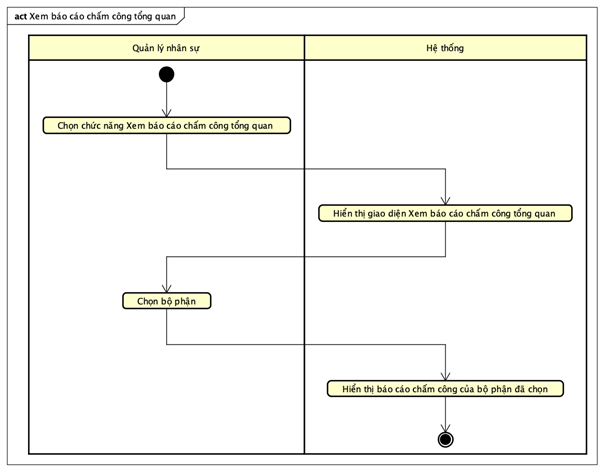 act Xem báo cáo chấm công tổng quan
Quản lý nhân sự
Hệ thống
Chọn chức năng Xem báo cáo chấm công tổng quan
Hiển thị giao diện Xem báo cáo chấm công tổng quan
Chọn bộ phận
Hiển thị báo cáo chấm công của bộ phận đã chọn